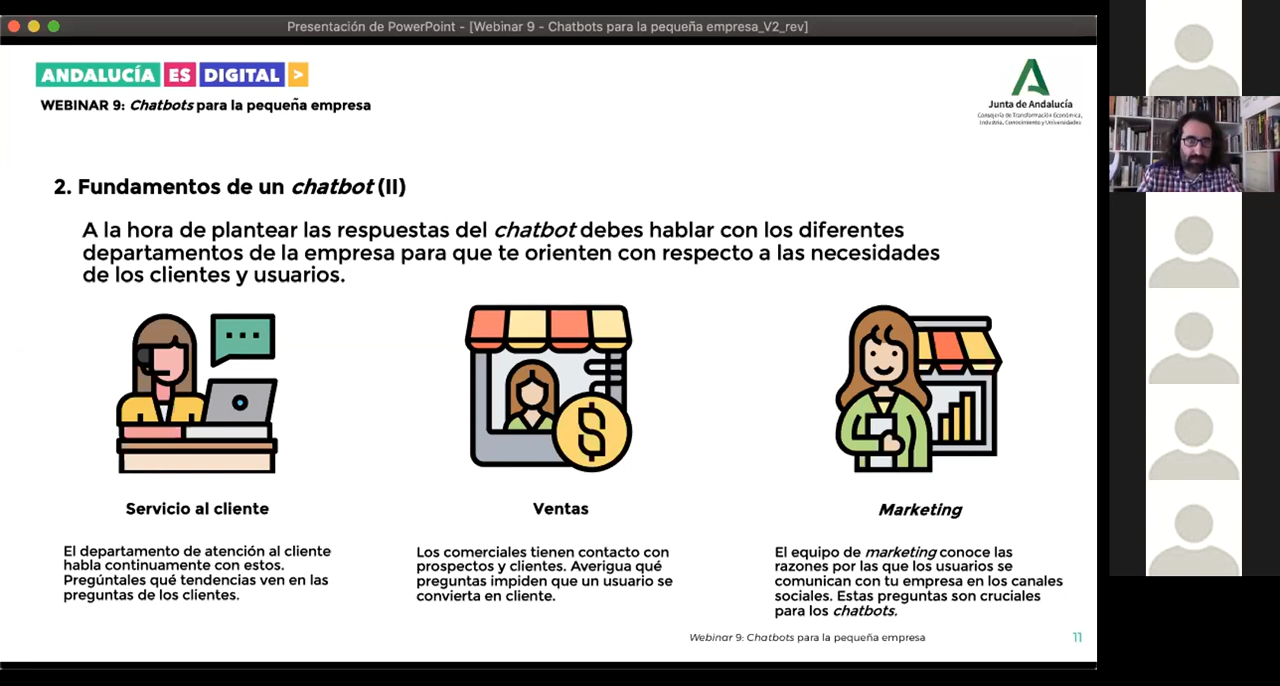 Presentación de PowerPoint - [Webinar 9 - Chatbots para la pequeña empresa_V2_rev]
ANDALUCÍA ES DIGITAL >
WEBINAR 9: Chatbots para la pequeña empresa
Junta de Andalucía
Consejería de Transformación Económica,
Industria, Conocimiento y Universidades
2. Fundamentos de un chatbot (II)
A la hora de plantear las respuestas del chatbot debes hablar con los diferentes
departamentos de la empresa para que te orienten con respecto a las necesidades
de los clientes y usuarios.
Servicio al cliente
El departamento de atención al cliente
habla continuamente con estos.
Pregúntales qué tendencias ven en las
preguntas de los clientes.
Ventas
Los comerciales tienen contacto con
prospectos y clientes. Averigua qué
preguntas impiden que un usuario se
convierta en cliente.
Marketing
El equipo de marketing conoce las
razones por las que los usuarios se
comunican con tu empresa en los canales
sociales. Estas preguntas son cruciales
para los chatbots.
Webinar 9: Chatbots para la pequeña empresa
11